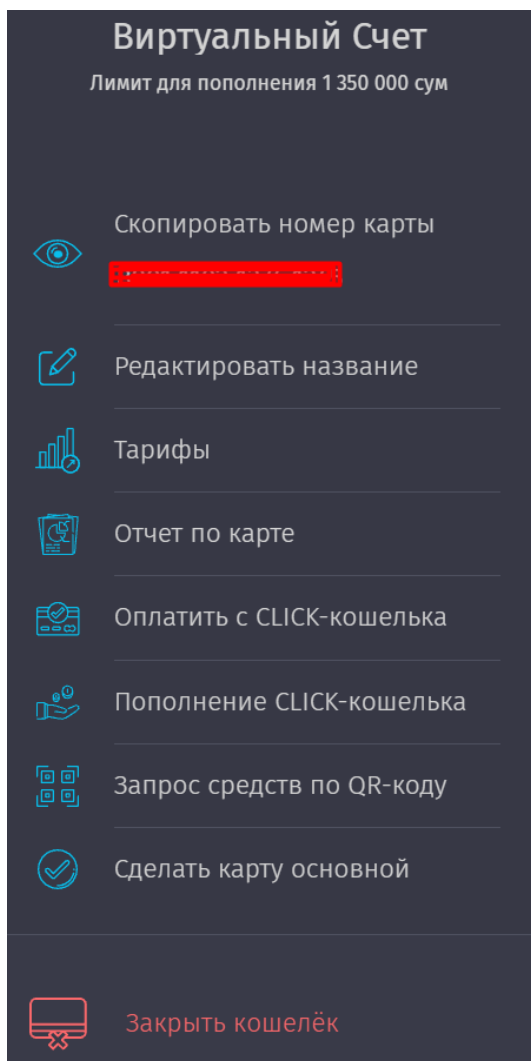 Виртуальный Счет
Лимит для пополнения 1 350 000 сум
Скопировать номер карты
Редактировать название
Тарифы
Отчет по карте
Оплатить с CLICK-кошелька
Пополнение CLICK-кошелька
Запрос средств по QR-коду
Сделать карту основной
Закрыть кошелёк